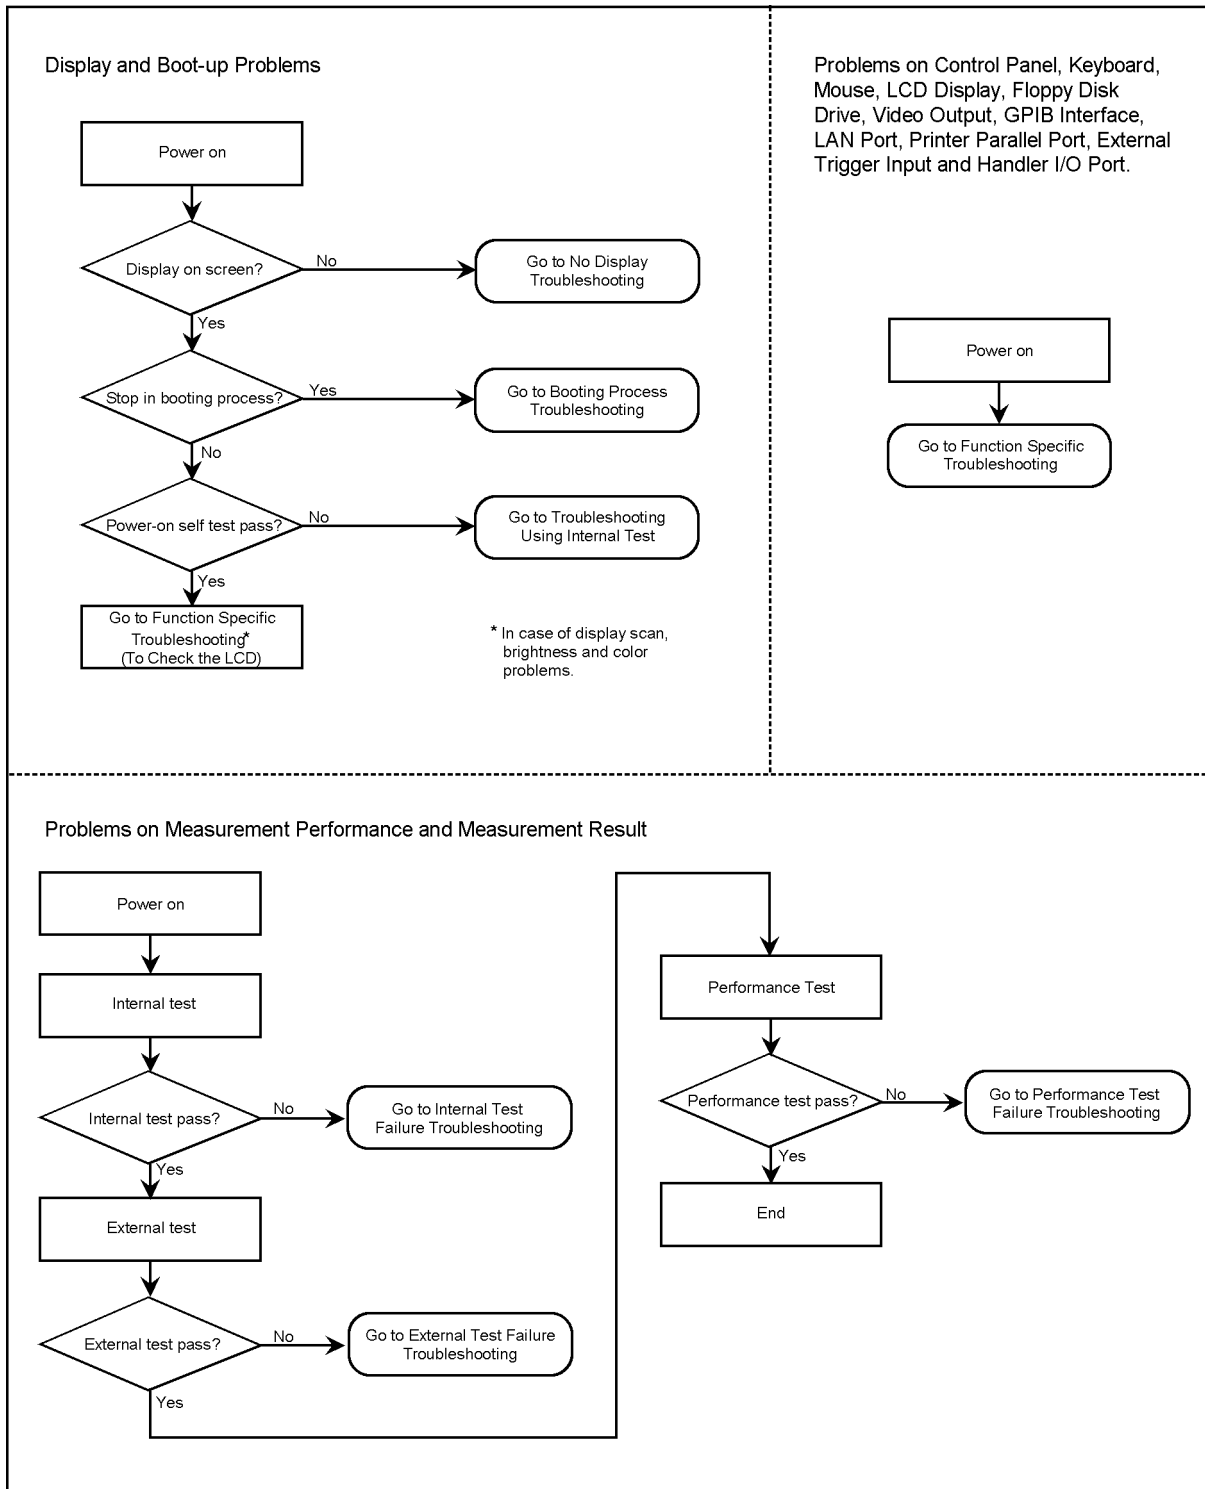 Display and Boot-up Problems
Power on
Display on screen?
No
Go to No Display
Troubleshooting
Yes
Stop in booting process?
Yes
Go to Booting Process
Troubleshooting
No
Power-on self test pass?
No
Go to Troubleshooting
Using Internal Test
Yes
Go to Function Specific
Troubleshooting*
(To Check the LCD)
* In case of display scan,
brightness and color
problems.
Problems on Control Panel, Keyboard,
Mouse, LCD Display, Floppy Disk
Drive, Video Output, GPIB Interface,
LAN Port, Printer Parallel Port, External
Trigger Input and Handler I/O Port.
Power on
Go to Function Specific
Troubleshooting
Problems on Measurement Performance and Measurement Result
Power on
Internal test
Internal test pass?
No
Go to Internal Test
Failure Troubleshooting
Yes
External test
External test pass?
No
Go to External Test Failure
Troubleshooting
Yes
Performance Test
Performance test pass?
No
Go to Performance Test
Failure Troubleshooting
Yes
End